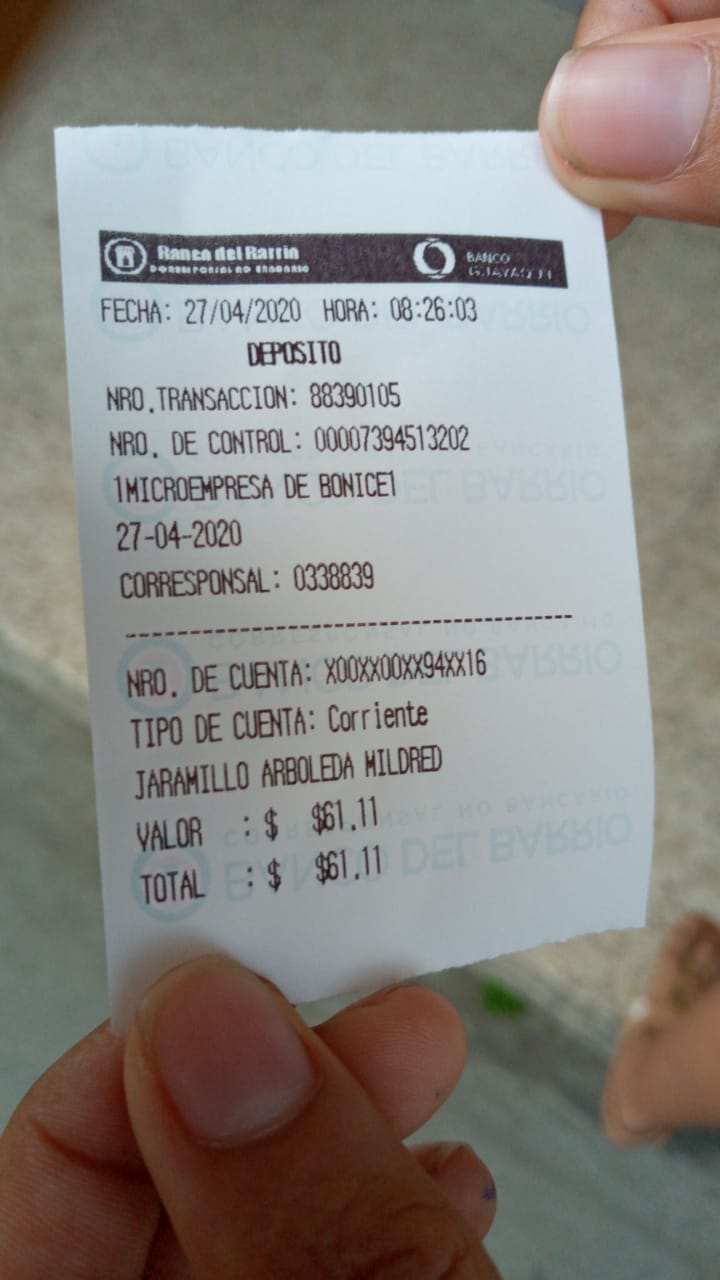 Banco del Barrio
CORRESPONSAL NO BANCARIO
BANCO
GUAYAQUIL
FECHA: 27/04/2020 HORA: 08:26:03
DEPOSITO
NRO.TRANSACCION: 88390105
NRO. DE CONTROL: 00007394513202
1MICROEMPRESA DE BONICE1
27-04-2020
CORRESPONSAL: 0338839
NRO. DE CUENTA: X00XX00XX94XX16
TIPO DE CUENTA: Corriente
JARAMILLO ARBOLEDA MILDRED
VALOR : $ $61.11
TOTAL : $ $61.11